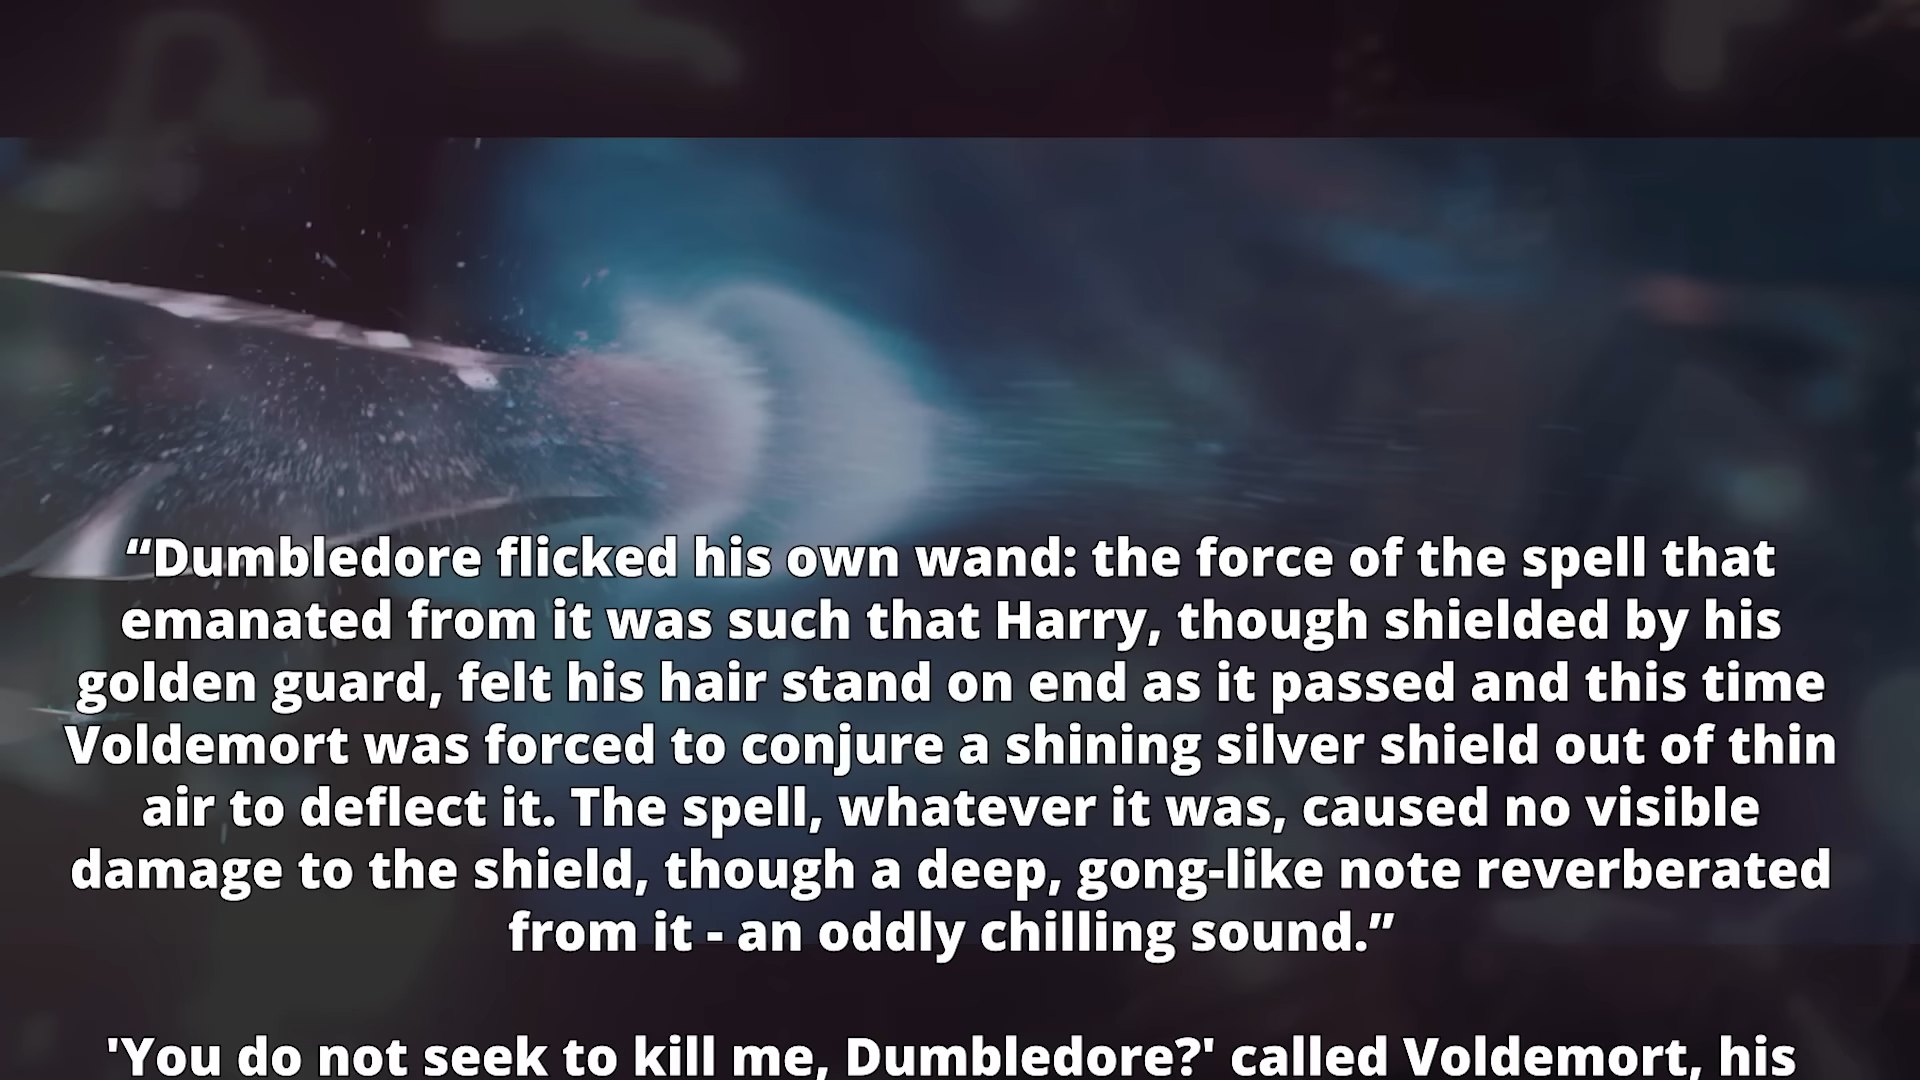 “Dumbledore flicked his own wand: the force of the spell that
emanated from it was such that Harry, though shielded by his
golden guard, felt his hair stand on end as it passed and this time
Voldemort was forced to conjure a shining silver shield out of thin
air to deflect it. The spell, whatever it was, caused no visible
damage to the shield, though a deep, gong-like note reverberated
from it - an oddly chilling sound.”
'You do not seek to kill me, Dumbledore?' called Voldemort, his